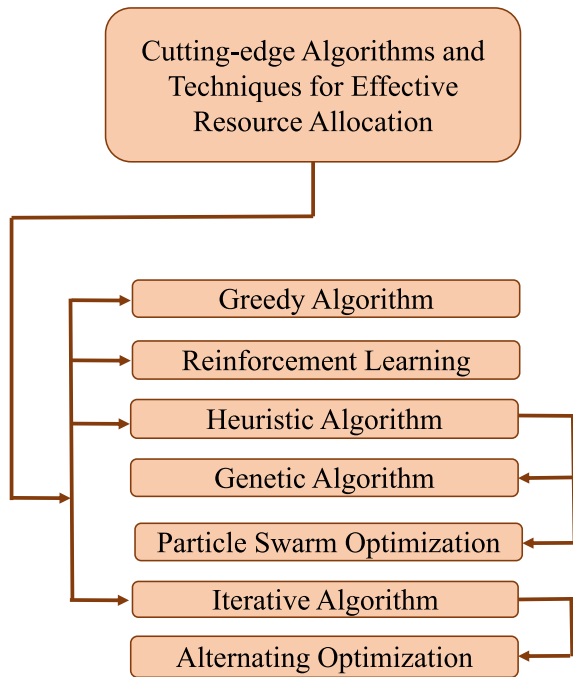 Cutting-edge Algorithms and
Techniques for Effective
Resource Allocation
Greedy Algorithm
Reinforcement Learning
Heuristic Algorithm
Genetic Algorithm
Particle Swarm Optimization
Iterative Algorithm
Alternating Optimization